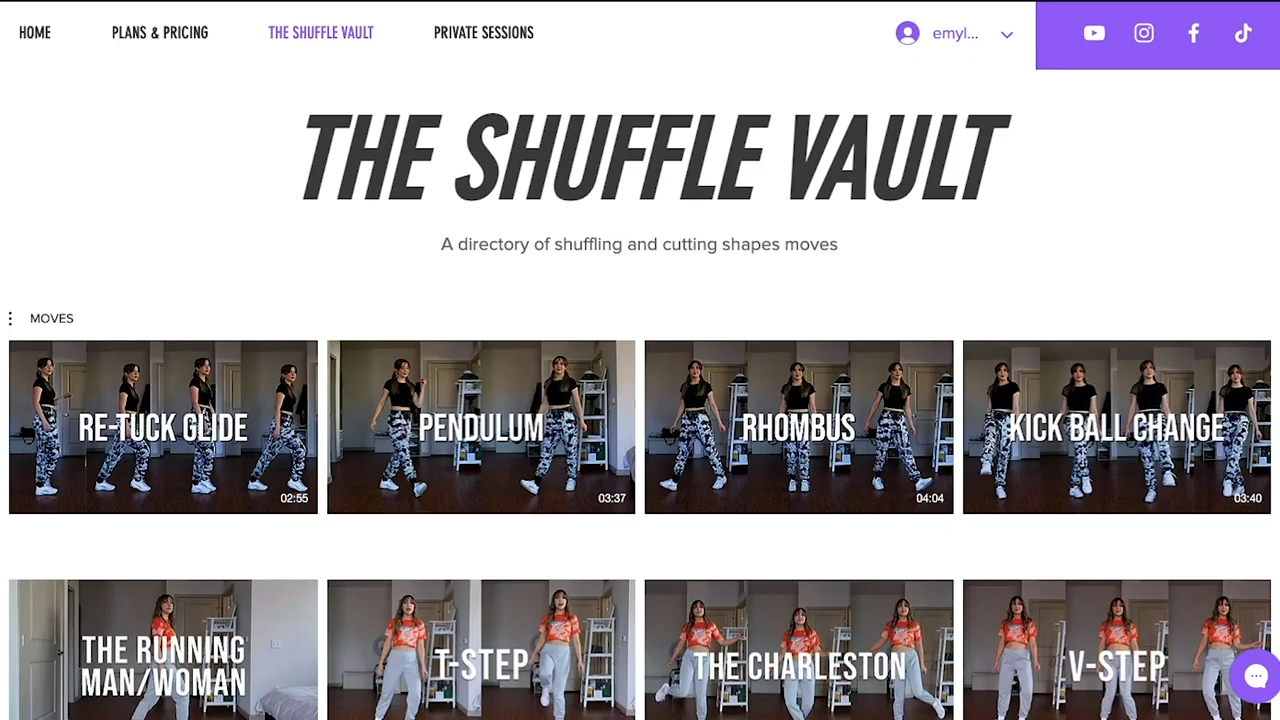 HOME
PLANS & PRICING
THE SHUFFLE VAULT
PRIVATE SESSIONS
emyl...
THE SHUFFLE VAULT
A directory of shuffling and cutting shapes moves
MOVES
RE-TUCK GLIDE
02:55
PENDULUM
03:37
RHOMBUS
04:04
KICK BALL CHANGE
03:40
THE RUNNING
MAN/WOMAN
T-STEP
THE CHARLESTON
V-STEP